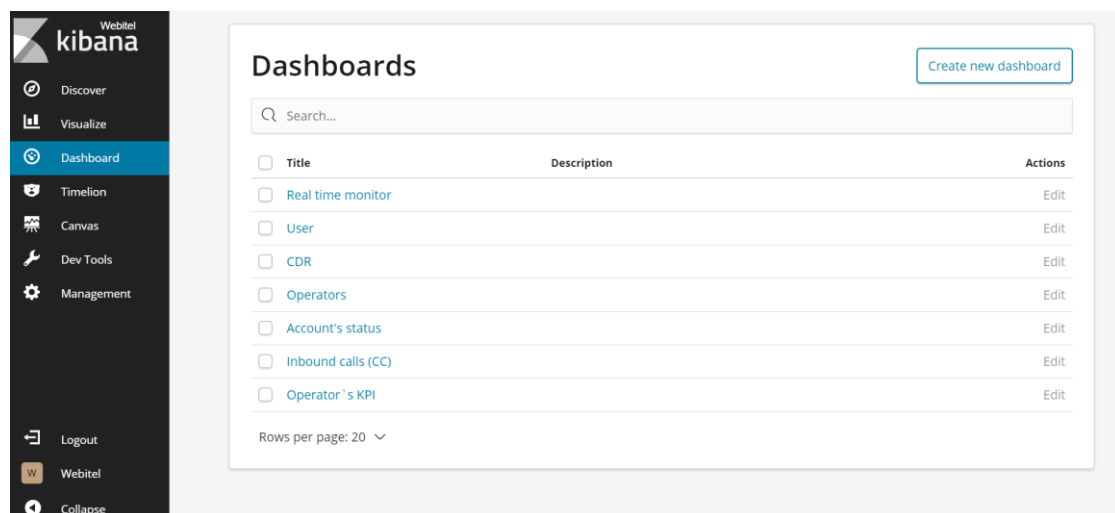 Webitel
kibana
Discover
Visualize
Dashboard
Timelion
Canvas
Dev Tools
Management
Logout
W
Webitel
Collapse
Dashboards
Create new dashboard
Search...
Title Description Actions
Real time monitor Edit
User Edit
CDR Edit
Operators Edit
Account's status Edit
Inbound calls (CC) Edit
Operator`s KPI Edit
Rows per page: 20